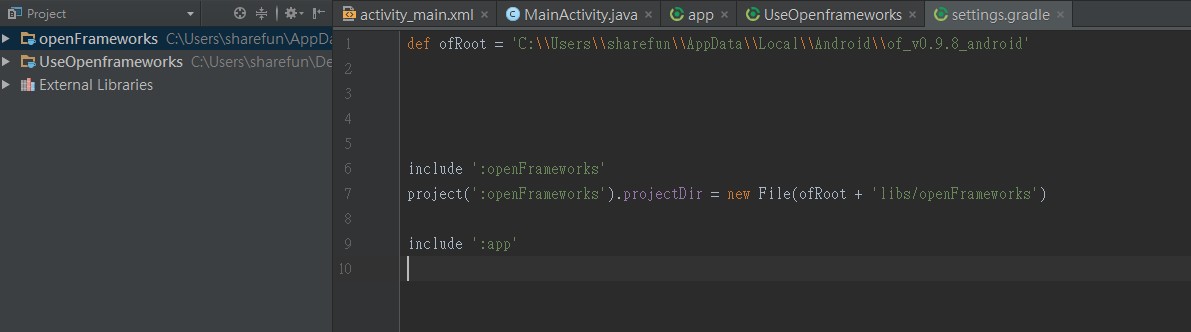 Project
activity_main.xml MainActivity.java app UseOpenframeworks settings.gradle
openFrameworks C:\Users\sharefun\AppDa
UseOpenframeworks C:\Users\sharefun\De
External Libraries
1 def ofRoot = 'C:\\Users\\sharefun\\AppData\\Local\\Android\\of_v0.9.8_android'
2
3
4
5
6 include ':openFrameworks'
7 project(':openFrameworks').projectDir = new File(ofRoot + 'libs/openFrameworks')
8
9 include ':app'
10